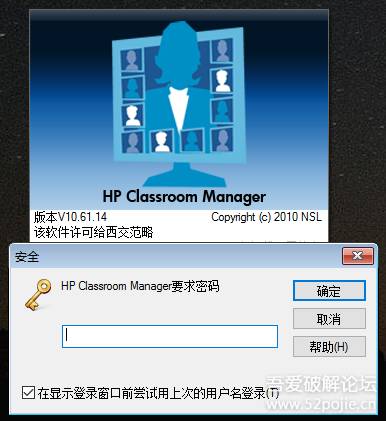 HP Classroom Manager
版本V10.61.14 Copyright (c) 2010 NSL
该软件许可给西交范略
安全
HP Classroom Manager要求密码
确定
取消
帮助(H)
在显示登录窗口前尝试用上次的用户名登录(T)
吾爱破解论坛
www.52pojie.cn